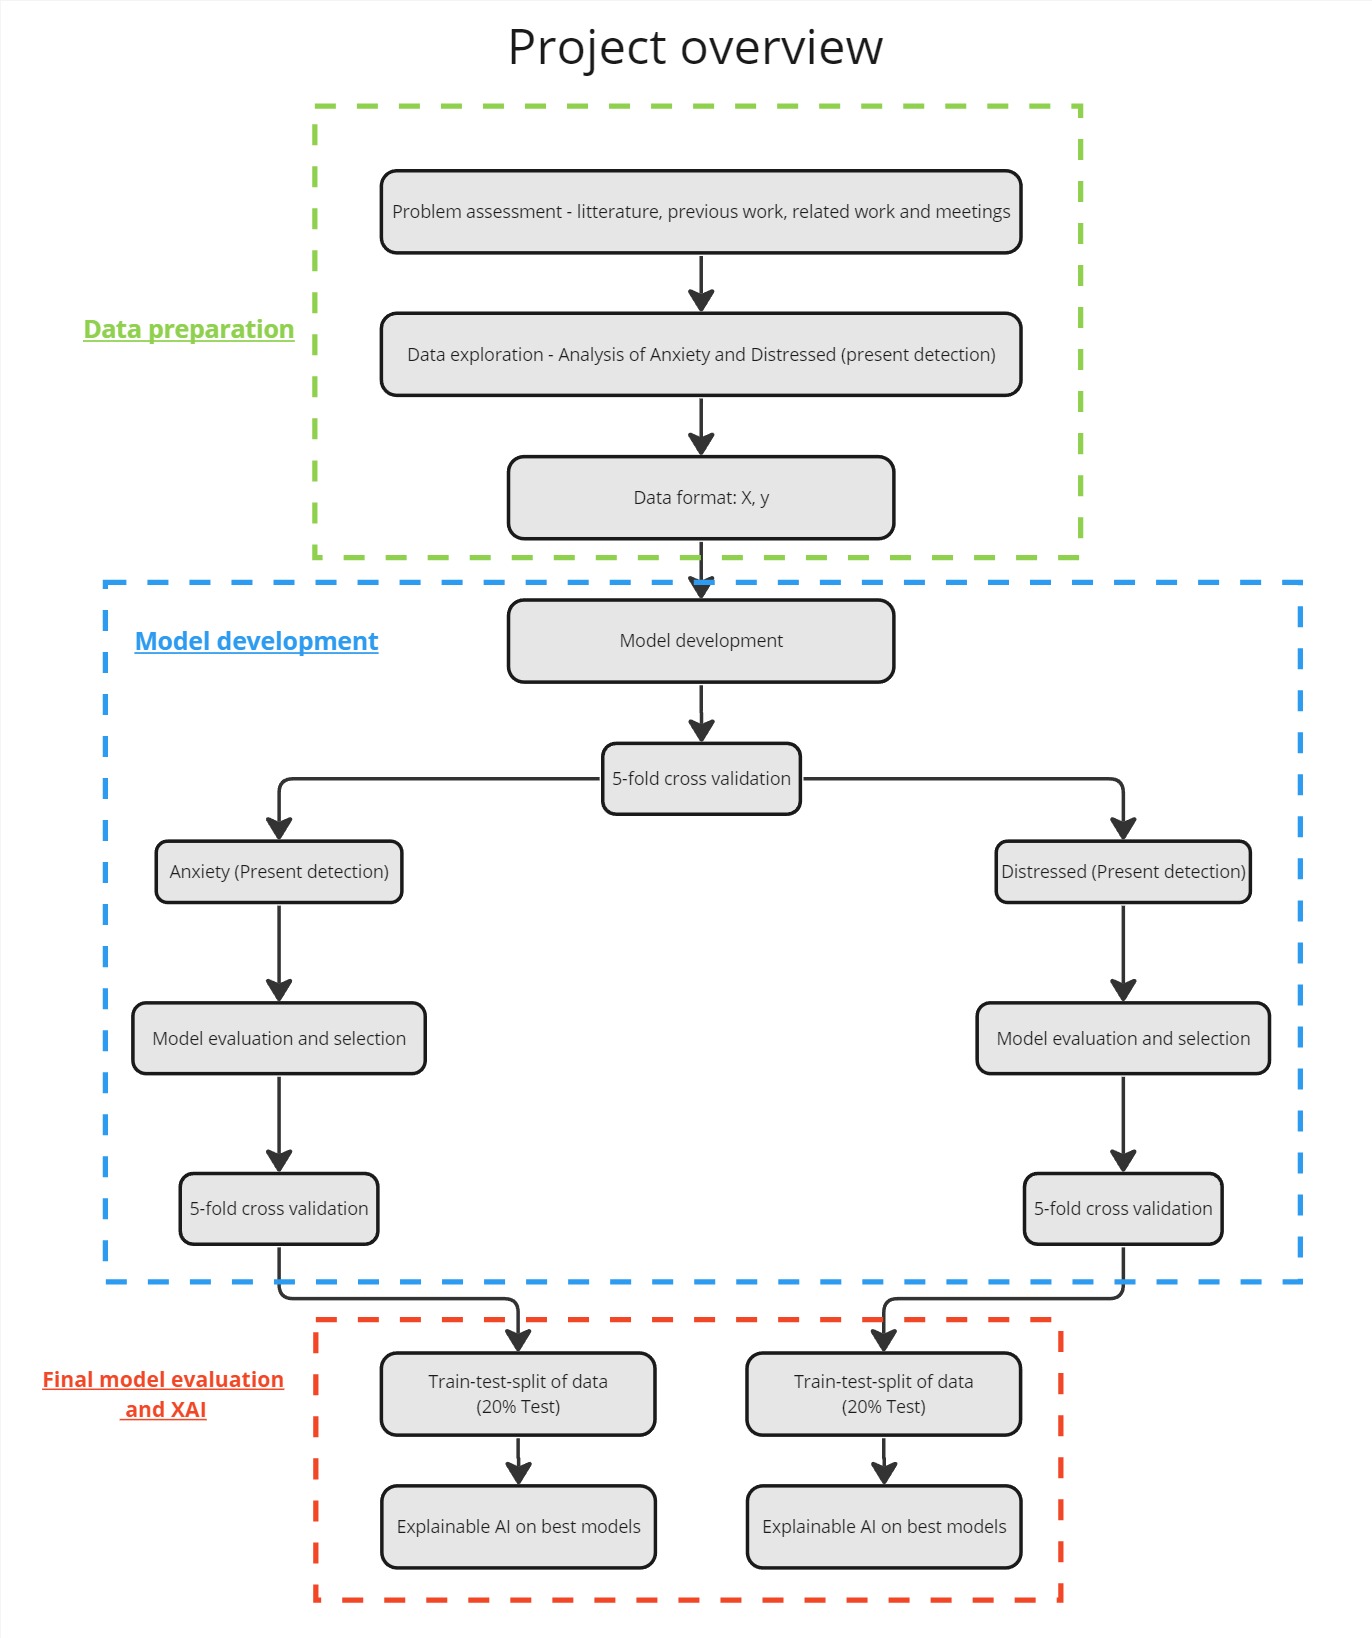 Project overview
Problem assessment - litterature, previous work, related work and meetings
Data preparation
Data exploration - Analysis of Anxiety and Distressed (present detection)
Data format: X, y
Model development
Model development
5-fold cross validation
Anxiety (Present detection)
Distressed (Present detection)
Model evaluation and selection
Model evaluation and selection
5-fold cross validation
5-fold cross validation
Final model evaluation
and XAI
Train-test-split of data
(20% Test)
Train-test-split of data
(20% Test)
Explainable AI on best models
Explainable AI on best models